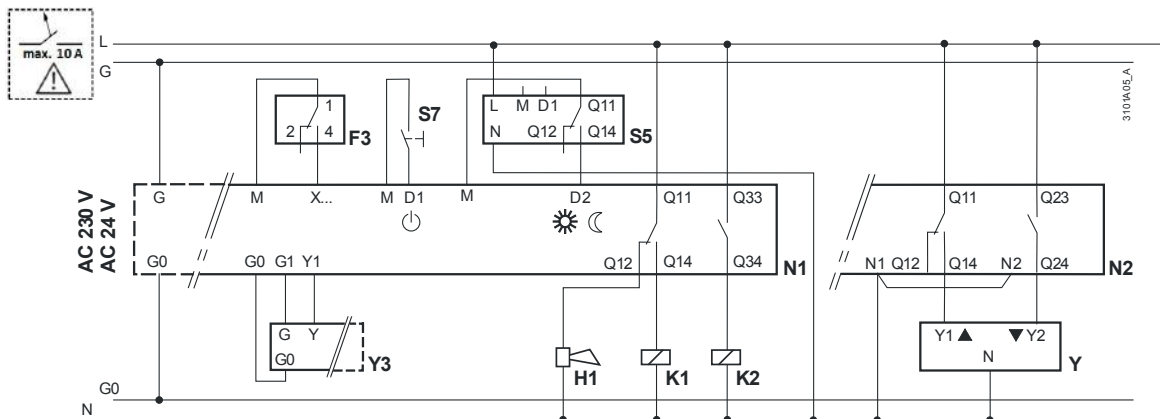 max. 10 A
L
G
3101A05_A
1
2 4
F3
S7
L M D1 Q11
N Q12 Q14
S5
AC 230 V
AC 24 V
G M X... M D1 M D2 Q11 Q33
G0 G0 G1 Y1 Q12 Q14 Q34
N1
Q11 Q23
N1 Q12 Q14 N2 Q24
N2
G Y
G0
Y3
H1
K1
K2
Y1 Y2
N
Y
G0
N